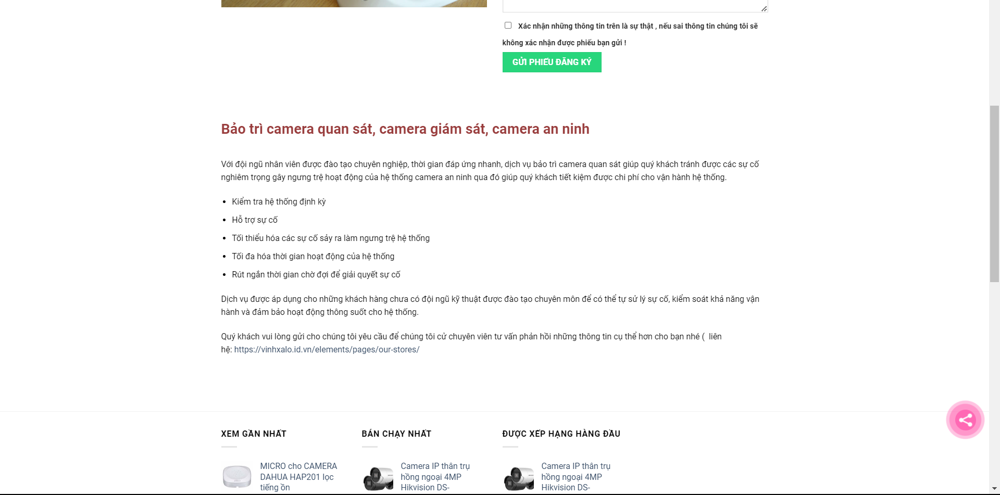 Xác nhận những thông tin trên là sự thật , nếu sai thông tin chúng tôi sẽ
không xác nhận được phiếu bạn gửi !
GỬI PHIẾU ĐĂNG KÝ
Bảo trì camera quan sát, camera giám sát, camera an ninh
Với đội ngũ nhân viên được đào tạo chuyên nghiệp, thời gian đáp ứng nhanh, dịch vụ bảo trì camera quan sát giúp quý khách tránh được các sự cố
nghiêm trọng gây ngưng trệ hoạt động của hệ thống camera an ninh qua đó giúp quý khách tiết kiệm được chi phí cho vận hành hệ thống.
Kiểm tra hệ thống định kỳ
Hỗ trợ sự cố
Tối thiểu hóa các sự cố sảy ra làm ngưng trệ hệ thống
Tối đa hóa thời gian hoạt động của hệ thống
Rút ngắn thời gian chờ đợi để giải quyết sự cố
Dịch vụ được áp dụng cho những khách hàng chưa có đội ngũ kỹ thuật được đào tạo chuyên môn để có thể tự sử lý sự cố, kiểm soát khả năng vận
hành và đảm bảo hoạt động thông suốt cho hệ thống.
Quý khách vui lòng gửi cho chúng tôi yêu cầu để chúng tôi cử chuyên viên tư vấn phản hồi những thông tin cụ thể hơn cho bạn nhé (  liên
hệ: https://vinhxalo.id.vn/elements/pages/our-stores/
XEM GẦN NHẤT
MICRO cho CAMERA
DAHUA HAP201 lọc
tiếng ồn
BÁN CHẠY NHẤT
Camera IP thân trụ
hồng ngoại 4MP
Hikvision DS-
ĐƯỢC XẾP HẠNG HÀNG ĐẦU
Camera IP thân trụ
hồng ngoại 4MP
Hikvision DS-